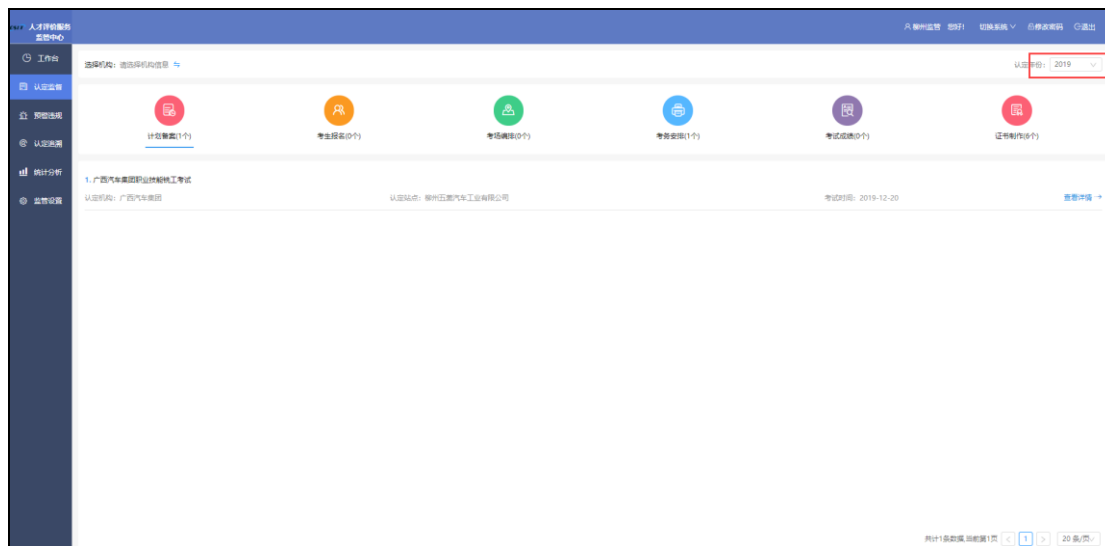 人才评价服务
监管中心
柳州监管 您好! 切换系统 修改密码 退出
工作台
认定监督
预警违规
认定追溯
统计分析
监管设置
选择机构: 请选择机构信息
认定年份: 2019
计划备案(1个)
考生报名(0个)
考场编排(0个)
考务安排(1个)
考试成绩(0个)
证书制作(6个)
1. 广西汽车集团职业技能铣工考试
认定机构: 广西汽车集团 认定站点: 柳州五菱汽车工业有限公司 考试时间: 2019-12-20 查看详情 →
共计1条数据,当前第1页 < 1 > 20 条/页